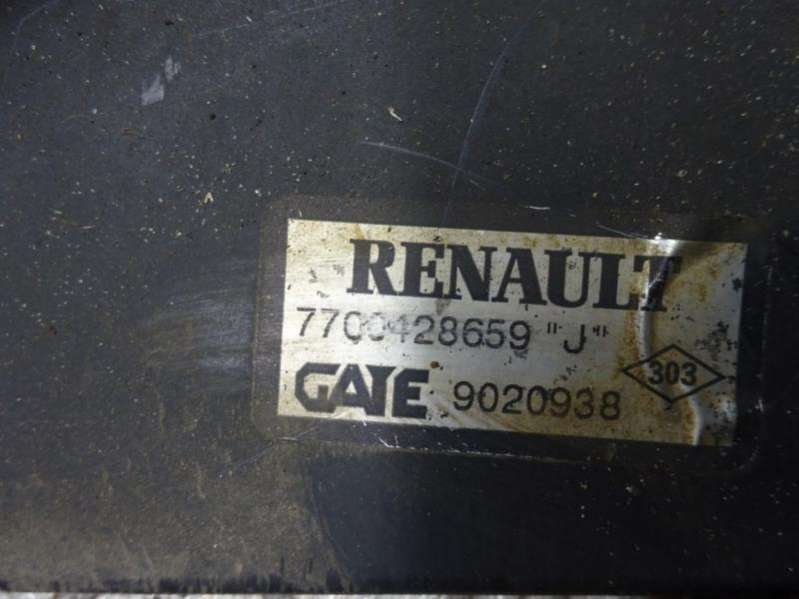 RENAULT
7700428659 "J"
303
GATE 9020938